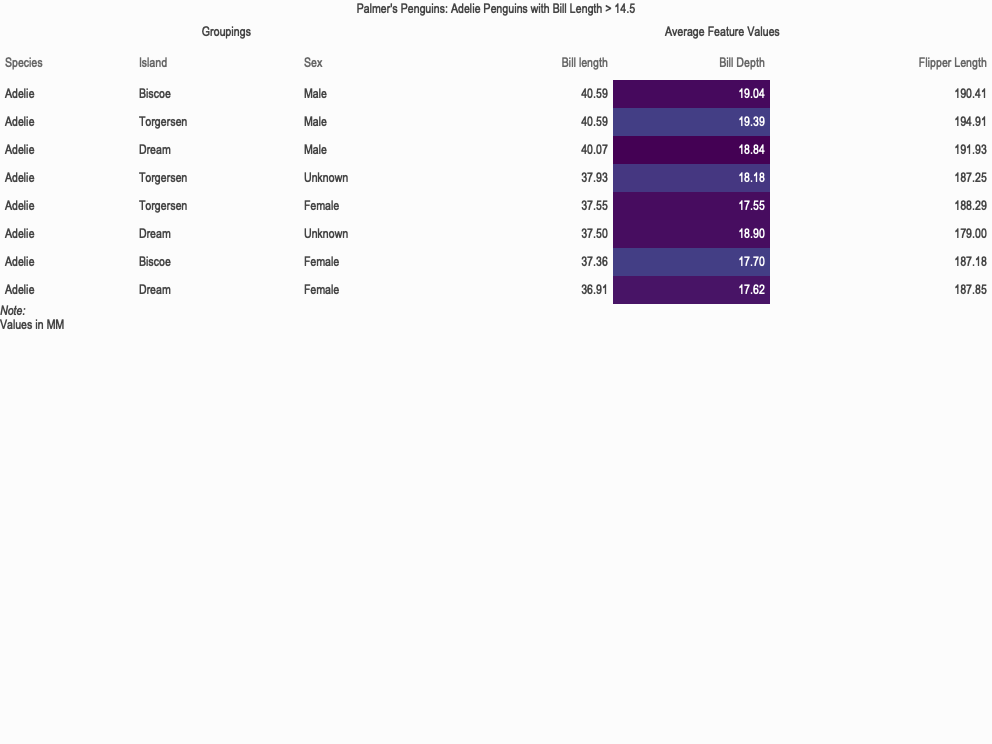 Palmer's Penguins: Adelie Penguins with Bill Length > 14.5
Groupings Average Feature Values
Species Island Sex Bill length Bill Depth Flipper Length
Adelie Biscoe Male 40.59 19.04 190.41
Adelie Torgersen Male 40.59 19.39 194.91
Adelie Dream Male 40.07 18.84 191.93
Adelie Torgersen Unknown 37.93 18.18 187.25
Adelie Torgersen Female 37.55 17.55 188.29
Adelie Dream Unknown 37.50 18.90 179.00
Adelie Biscoe Female 37.36 17.70 187.18
Adelie Dream Female 36.91 17.62 187.85
Note:
Values in MM